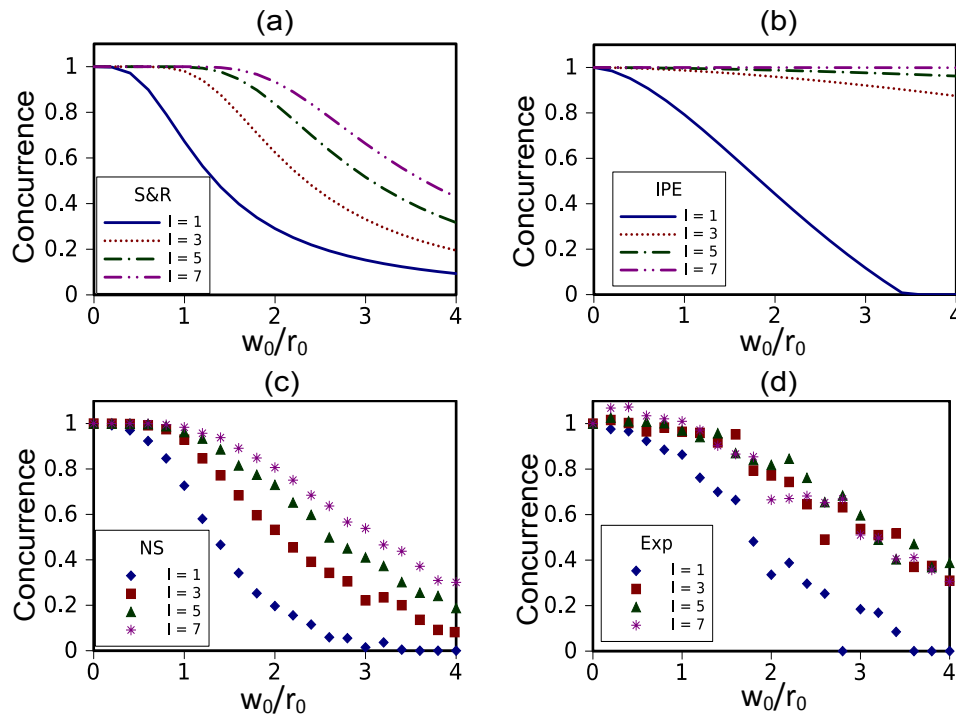 (a)
Concurrence
1
0.8
0.6
0.4
0.2
0
S&R
l = 1
l = 3
l = 5
l = 7
0 1 2 3 4
w0/r0
(b)
Concurrence
1
0.8
0.6
0.4
0.2
0
IPE
l = 1
l = 3
l = 5
l = 7
0 1 2 3 4
w0/r0
(c)
Concurrence
1
0.8
0.6
0.4
0.2
0
NS
l = 1
l = 3
l = 5
l = 7
0 1 2 3 4
w0/r0
(d)
Concurrence
1
0.8
0.6
0.4
0.2
0
Exp
l = 1
l = 3
l = 5
l = 7
0 1 2 3 4
w0/r0